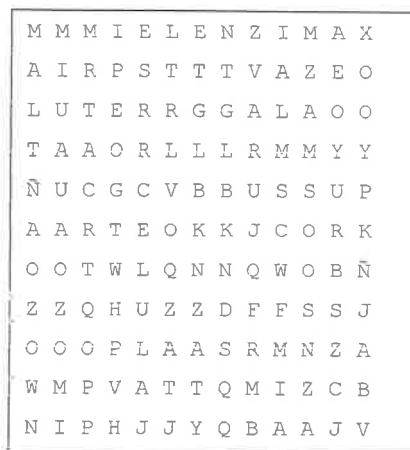 M M M I E L E N Z I M A X
A I R P S T T T V A Z E O
L U T E R R G G A L A O O
T A A O R L L L R M M Y Y
Ñ U C G C V B B U S S U P
A A R T E O K K J C O R K
O O T W L Q N N Q W O B Ñ
Z Z Q H U Z Z D F F S S J
O O O P L A A S R M N Z A
W M P V A T T Q M I Z C B
N I P H J J Y Q B A A J V